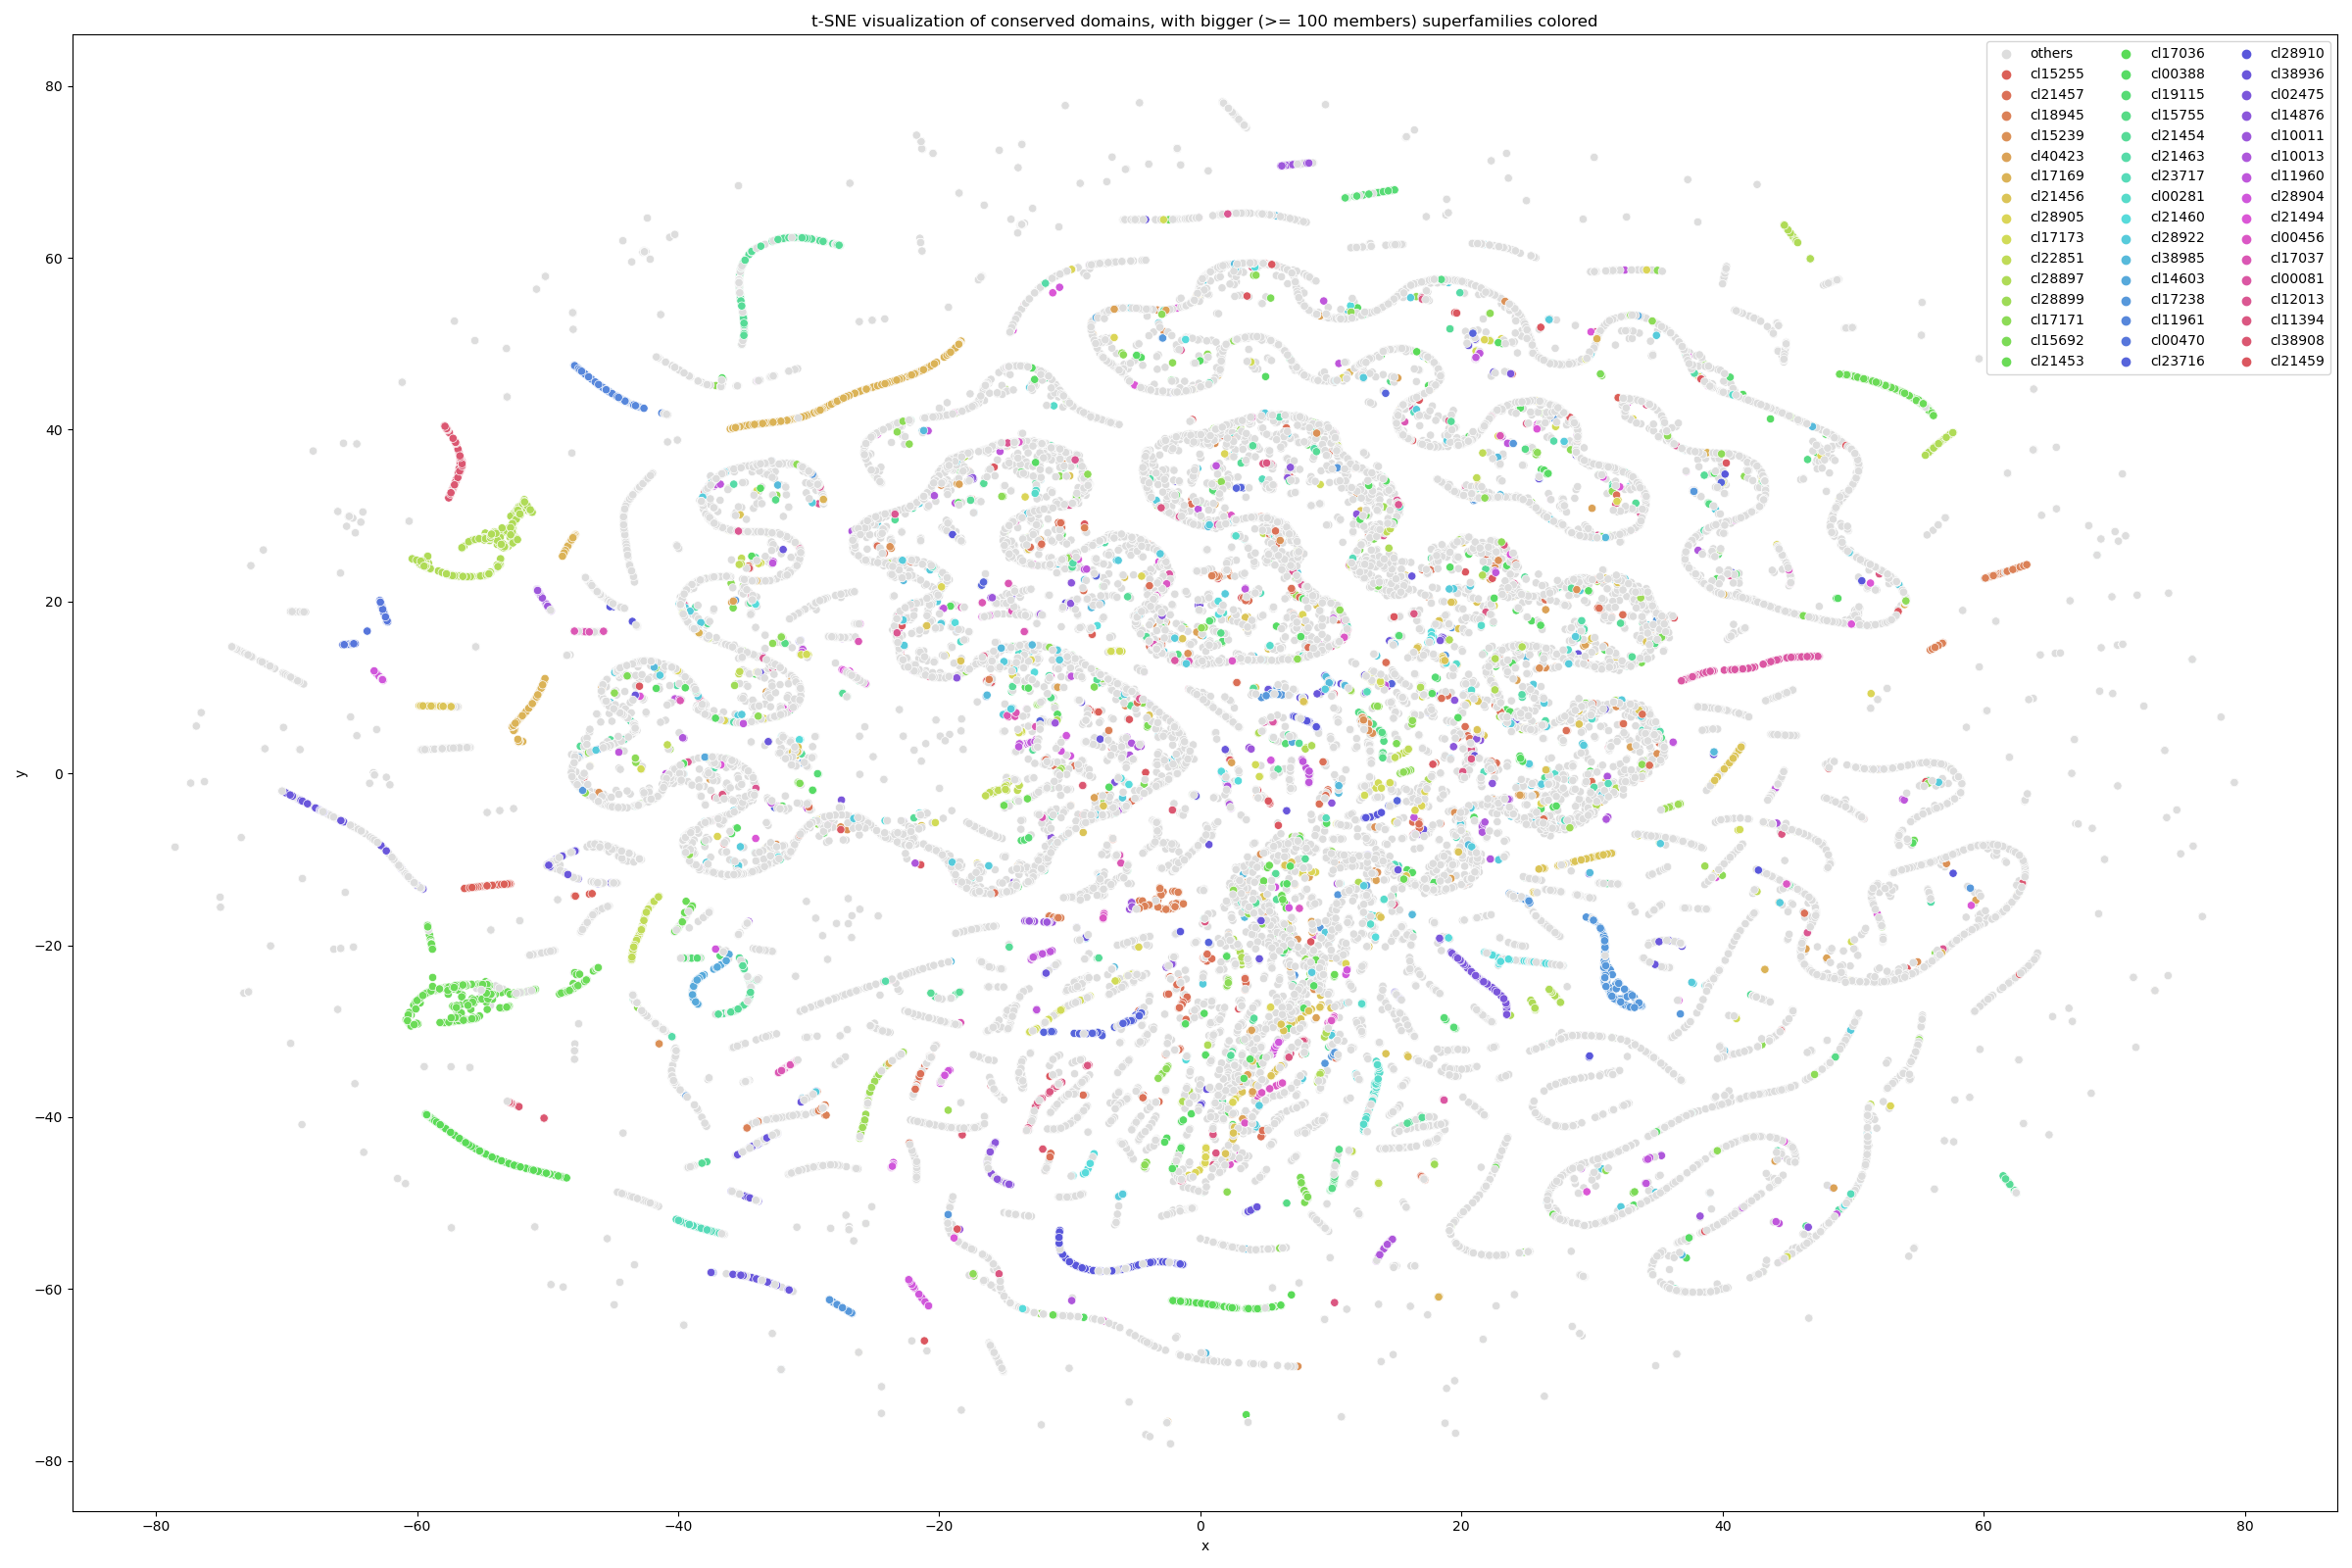 t-SNE visualization of conserved domains, with bigger (>= 100 members) superfamilies colored
others
cl15255
cl21457
cl18945
cl15239
cl40423
cl17169
cl21456
cl28905
cl17173
cl22851
cl28897
cl28899
cl17171
cl15692
cl21453
cl17036
cl00388
cl19115
cl15755
cl21454
cl21463
cl23717
cl00281
cl21460
cl28922
cl38985
cl14603
cl17238
cl11961
cl00470
cl23716
cl28910
cl38936
cl02475
cl14876
cl10011
cl10013
cl11960
cl28904
cl21494
cl00456
cl17037
cl00081
cl12013
cl11394
cl38908
cl21459
80
60
40
20
0
−20
−40
−60
−80
y
−80
−60
−40
−20
0
20
40
60
80
x